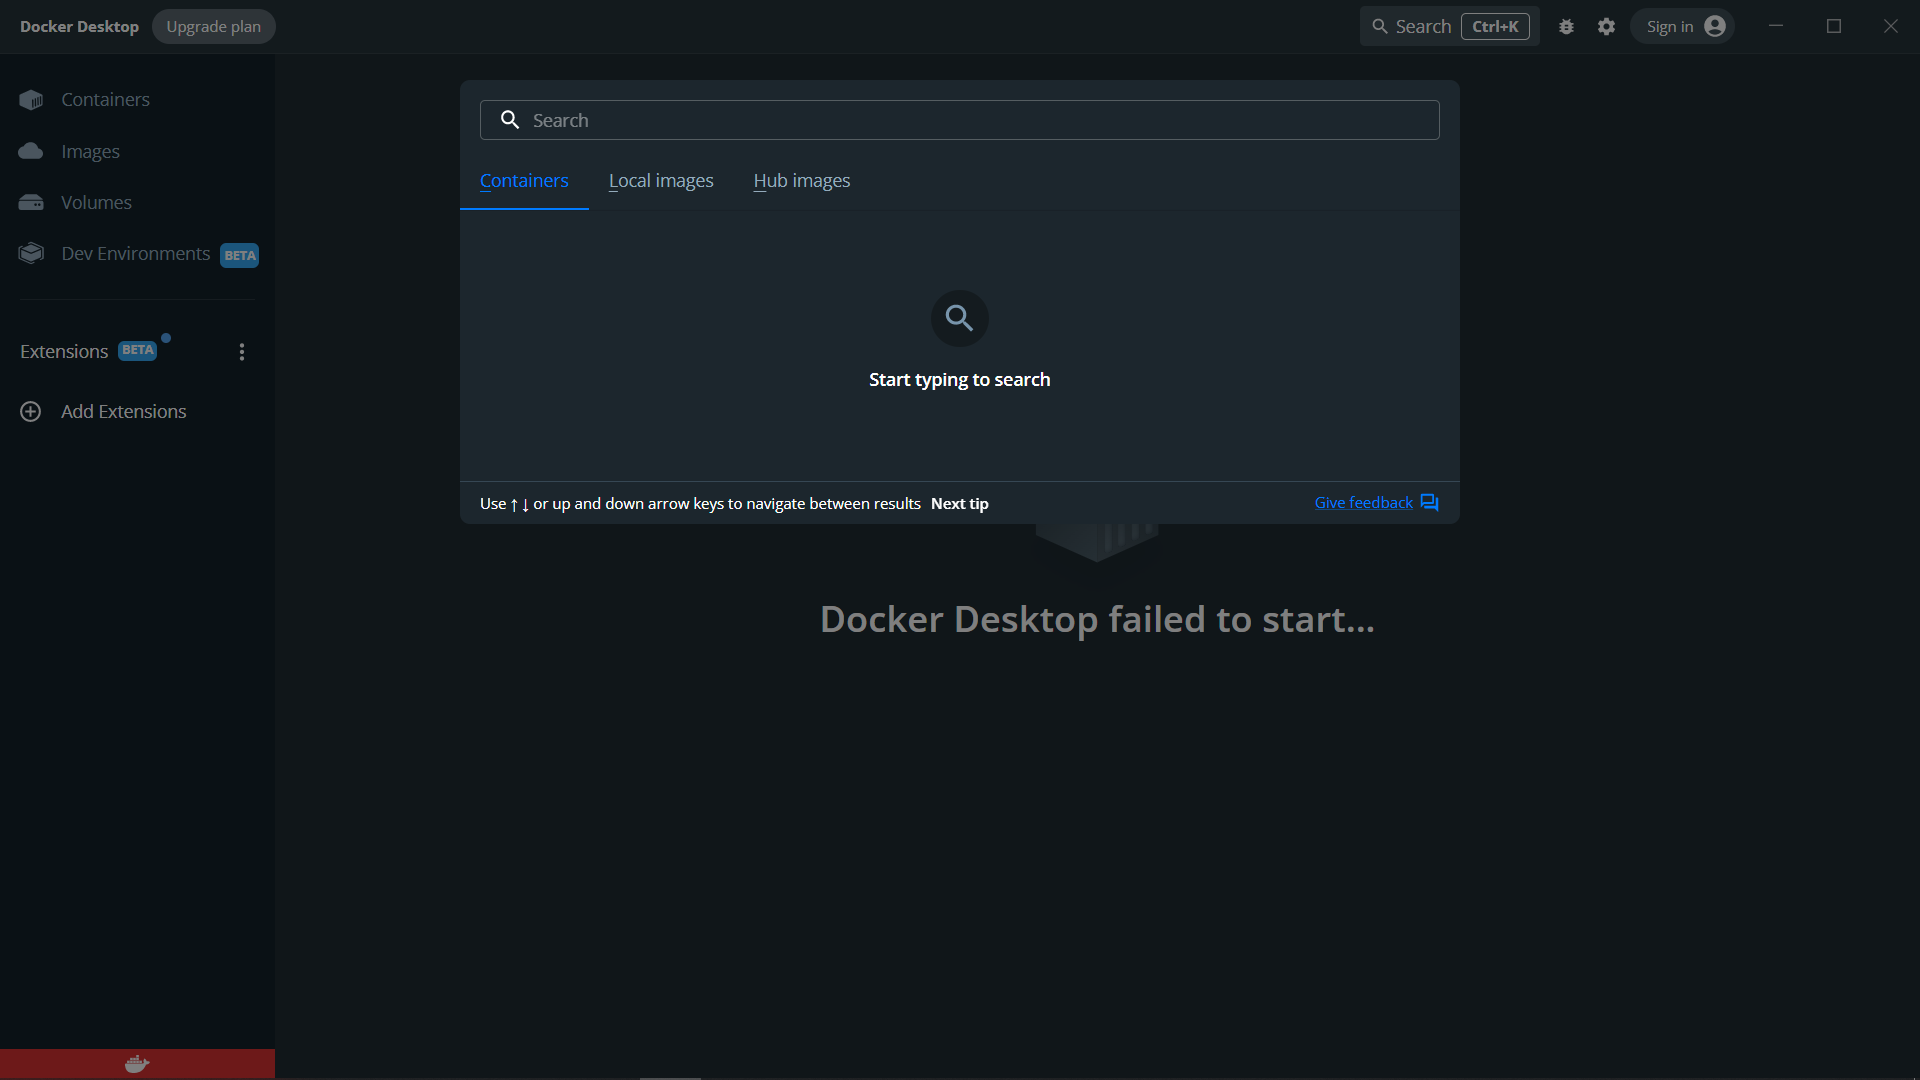 Docker Desktop
Upgrade plan
Search Ctrl+K
Sign in
Containers
Images
Volumes
Dev Environments BETA
Extensions BETA
Add Extensions
Search
Containers Local images Hub images
Start typing to search
Use ↑ ↓ or up and down arrow keys to navigate between results Next tip
Give feedback
Docker Desktop failed to start...